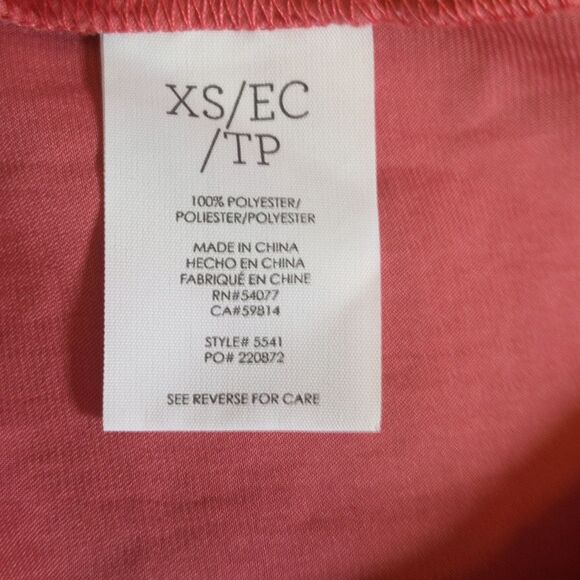 XS/EC
/TP
100% POLYESTER/
POLIESTER/POLYESTER
MADE IN CHINA
HECHO EN CHINA
FABRIQUÉ EN CHINE
RN#54077
CA#59814
STYLE# 5541
PO# 220872
SEE REVERSE FOR CARE